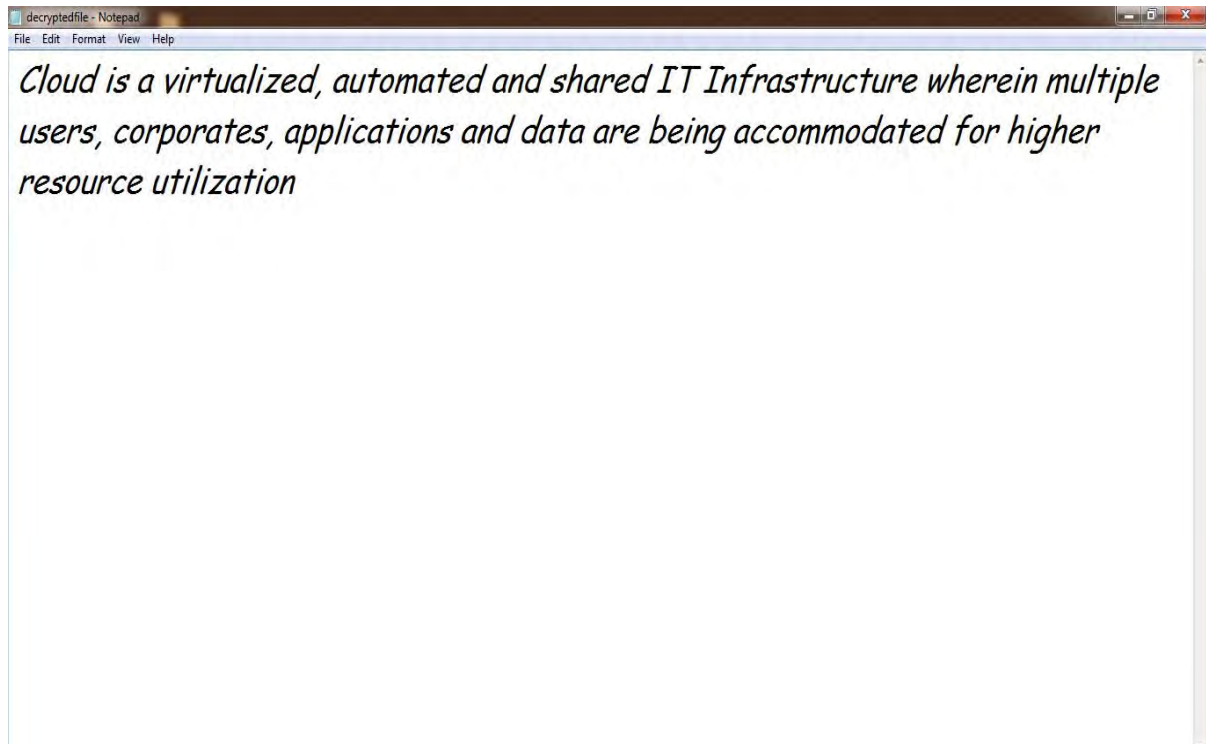 decryptedfile - Notepad
File Edit Format View Help
Cloud is a virtualized, automated and shared IT Infrastructure wherein multiple
users, corporates, applications and data are being accommodated for higher
resource utilization